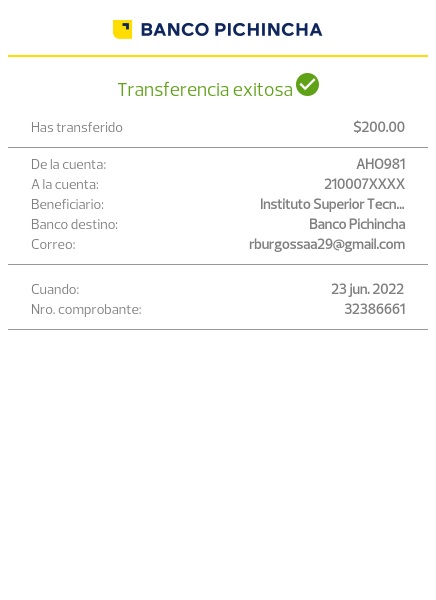 BANCO PICHINCHA
Transferencia exitosa
Has transferido $200.00
De la cuenta: AHO981
A la cuenta: 210007XXXX
Beneficiario: Instituto Superior Tecn...
Banco destino: Banco Pichincha
Correo: rburgossaa29@gmail.com
Cuando: 23 jun. 2022
Nro. comprobante: 32386661